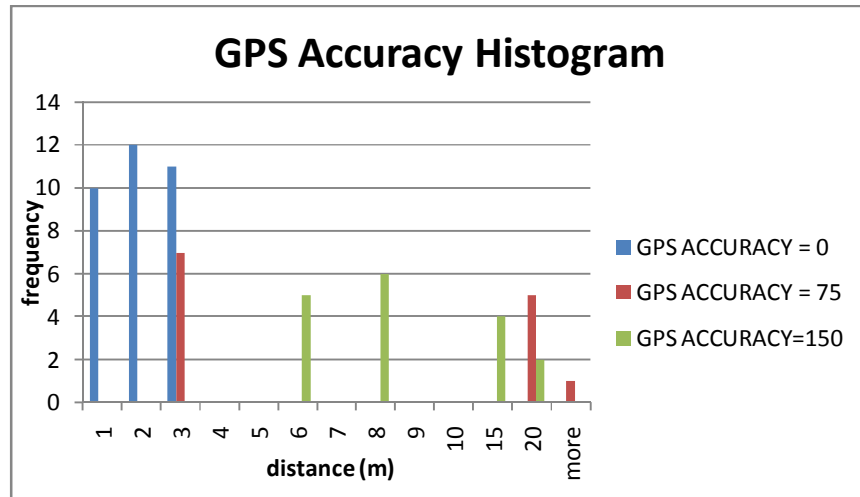 GPS Accuracy Histogram
14
12
10
8
6
4
2
0
frequency
1 2 3 4 5 6 7 8 9 10 15 20 more
distance (m)
GPS ACCURACY = 0
GPS ACCURACY = 75
GPS ACCURACY=150